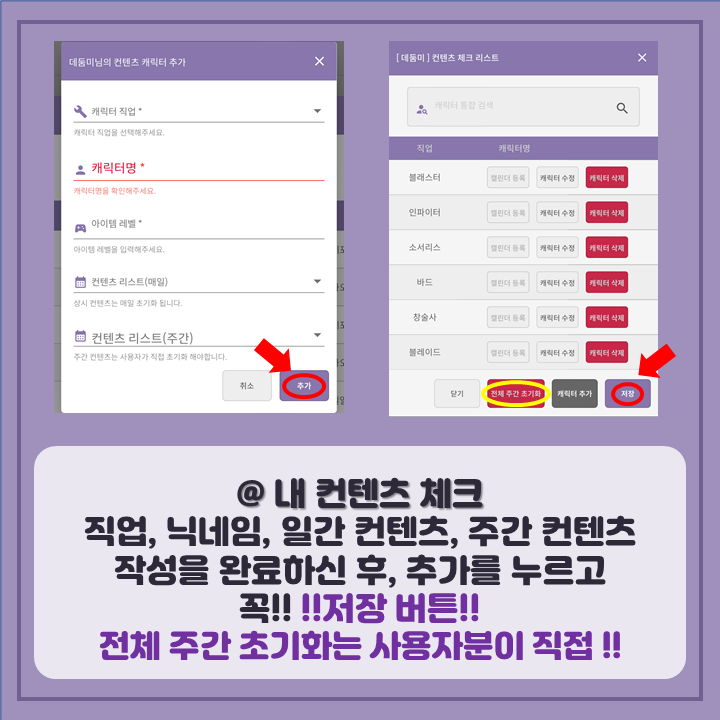 데둠미님의 컨텐츠 캐릭터 추가
캐릭터 직업 *
캐릭터 직업을 선택해주세요.
캐릭터명 *
캐릭터명을 확인해주세요.
아이템 레벨 *
아이템 레벨을 입력해주세요.
컨텐츠 리스트(매일)
상시 컨텐츠는 매일 초기화 됩니다.
컨텐츠 리스트(주간)
주간 컨텐츠는 사용자가 직접 초기화 해야합니다.
취소 추가
[ 데둠미 ] 컨텐츠 체크 리스트
캐릭터 통합 검색
직업 캐릭터명
블래스터 캘린더 등록 캐릭터 수정 캐릭터 삭제
인파이터 캘린더 등록 캐릭터 수정 캐릭터 삭제
소서리스 캘린더 등록 캐릭터 수정 캐릭터 삭제
바드 캘린더 등록 캐릭터 수정 캐릭터 삭제
창술사 캘린더 등록 캐릭터 수정 캐릭터 삭제
블레이드 캘린더 등록 캐릭터 수정 캐릭터 삭제
닫기 전체 주간 초기화 캐릭터 추가 저장
@ 내 컨텐츠 체크
직업, 닉네임, 일간 컨텐츠, 주간 컨텐츠
작성을 완료하신 후, 추가를 누르고
꼭!! !!저장 버튼!!
전체 주간 초기화는 사용자분이 직접 !!